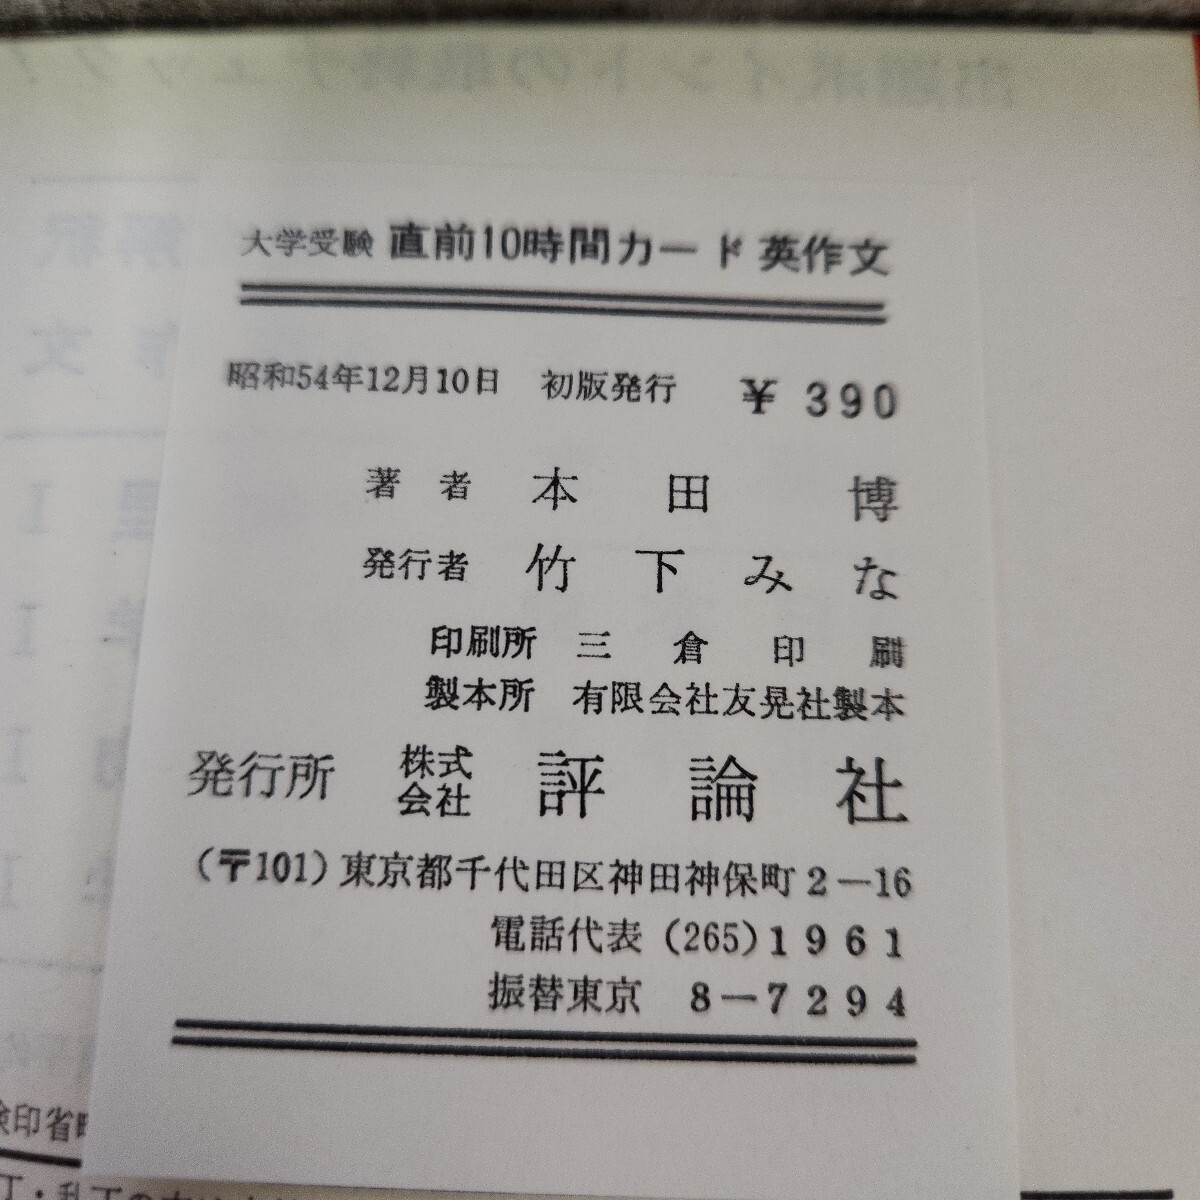 大学受験 直前10時間カード 英作文
昭和54年12月10日 初版発行 ¥390
著者 本田博
発行者 竹下みな
印刷所 三倉印刷
製本所 有限会社友晃社製本
発行所 株式会社 評論社
(〒101)東京都千代田区神田神保町2-16
電話代表 (265)1961
振替東京 8-7294
検印省略